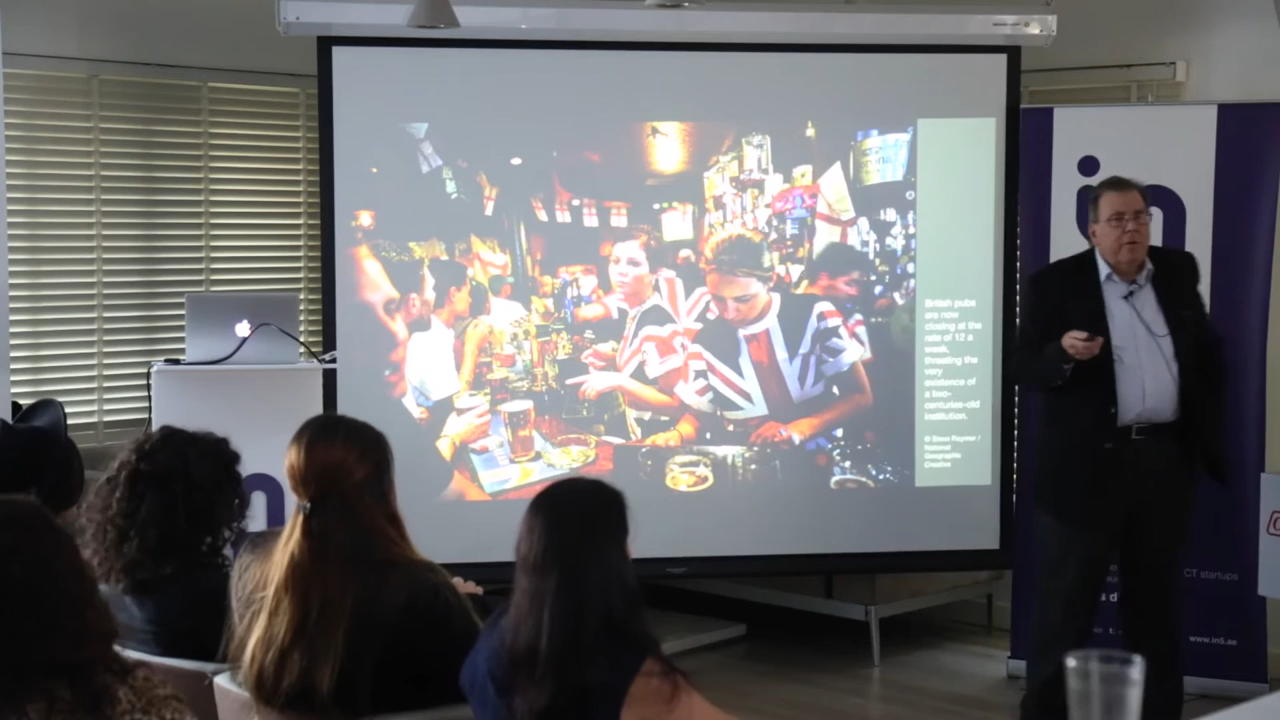 in
British pubs
are now
closing at the
rate of 12 a
week,
threating the
very
existence of
a two-
centuries-old
institution.
© Steve Raymer /
National
Geographic
Creative
in
CT startups
www.in5.ae